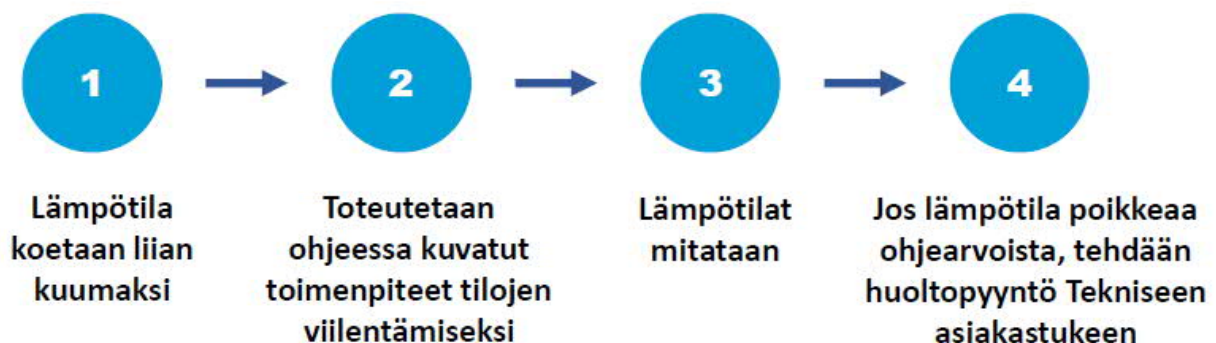 1
2
3
4
Lämpötila
koetaan liian
kuumaksi
Toteutetaan
ohjeessa kuvatut
toimenpiteet tilojen
viilentämiseksi
Lämpötilat
mitataan
Jos lämpötila poikkeaa
ohjearvoista, tehdään
huoltopyyntö Tekniseen
asiakastukeen